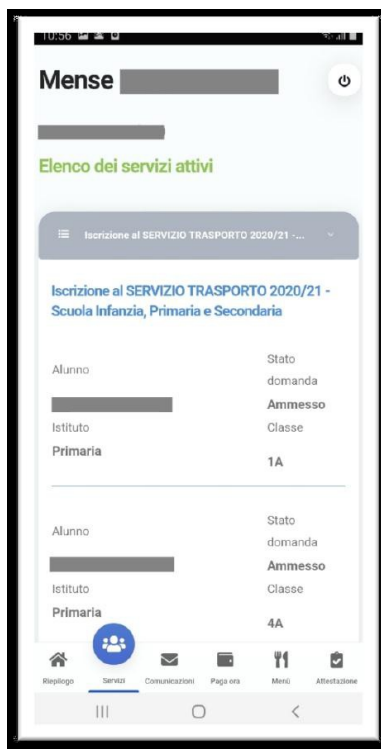 10:56
Mense
Elenco dei servizi attivi
Iscrizione al SERVIZIO TRASPORTO 2020/21 -...
Iscrizione al SERVIZIO TRASPORTO 2020/21 -
Scuola Infanzia, Primaria e Secondaria
Alunno
Stato
domanda
Ammesso
Istituto
Classe
Primaria
1A
Alunno
Stato
domanda
Ammesso
Istituto
Classe
Primaria
4A
Riepilogo Servizi Comunicazioni Paga ora Menù Attestazione